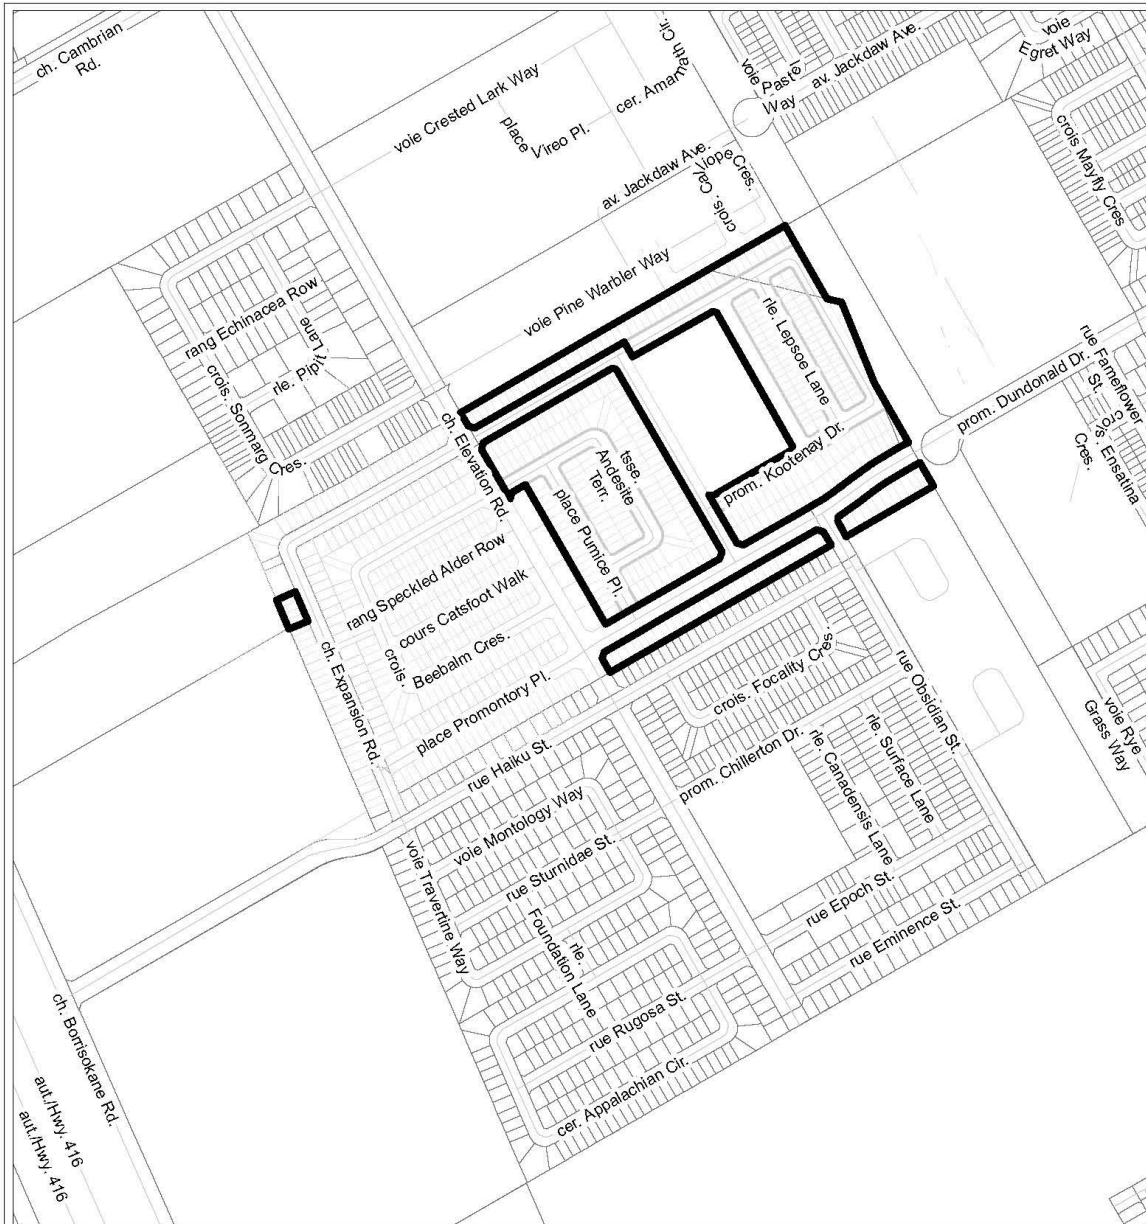 ch. Cambrian
Rd.
voie Crested Lark Way
place
Vireo Pl.
cer. Amarnath Cir.
voie
Pastel
Way
av. Jackdaw Ave.
voie
Egret Way
crois Mayfly Cres
av. Jackdaw Ave.
crois. Caliope Cres.
voie Pine Warbler Way
rang Echinacea Row
rle. Pipit
Lane
crois. Sonmarg
Cres.
ch. Elevation Rd.
rle. Lepsoe Lane
prom. Kootenay Dr.
prom. Dundonald Dr.
rue Fameflower
St.
crois. Ensatina
Cres.
tsse.
Andesite
Terr.
place Pumice Pl.
rang Speckled Alder Row
cours Catsfoot Walk
crois.
Beebalm Cres.
ch. Expansion Rd.
place Promontory Pl.
rue Haiku St.
crois. Focality Cres.
rue Obsidian St.
prom. Chillerton Dr.
rle. Surface Lane
rle. Canadensis Lane
voie Rye
Grass Way
voie Montology Way
rue Sturnidae St.
voie Travertine Way
rle.
Foundation Lane
rue Epoch St.
rue Eminence St.
rue Rugosa St.
cer. Appalachian Cir.
ch. Borrisokane Rd.
aut./Hwy. 416
aut./Hwy. 416